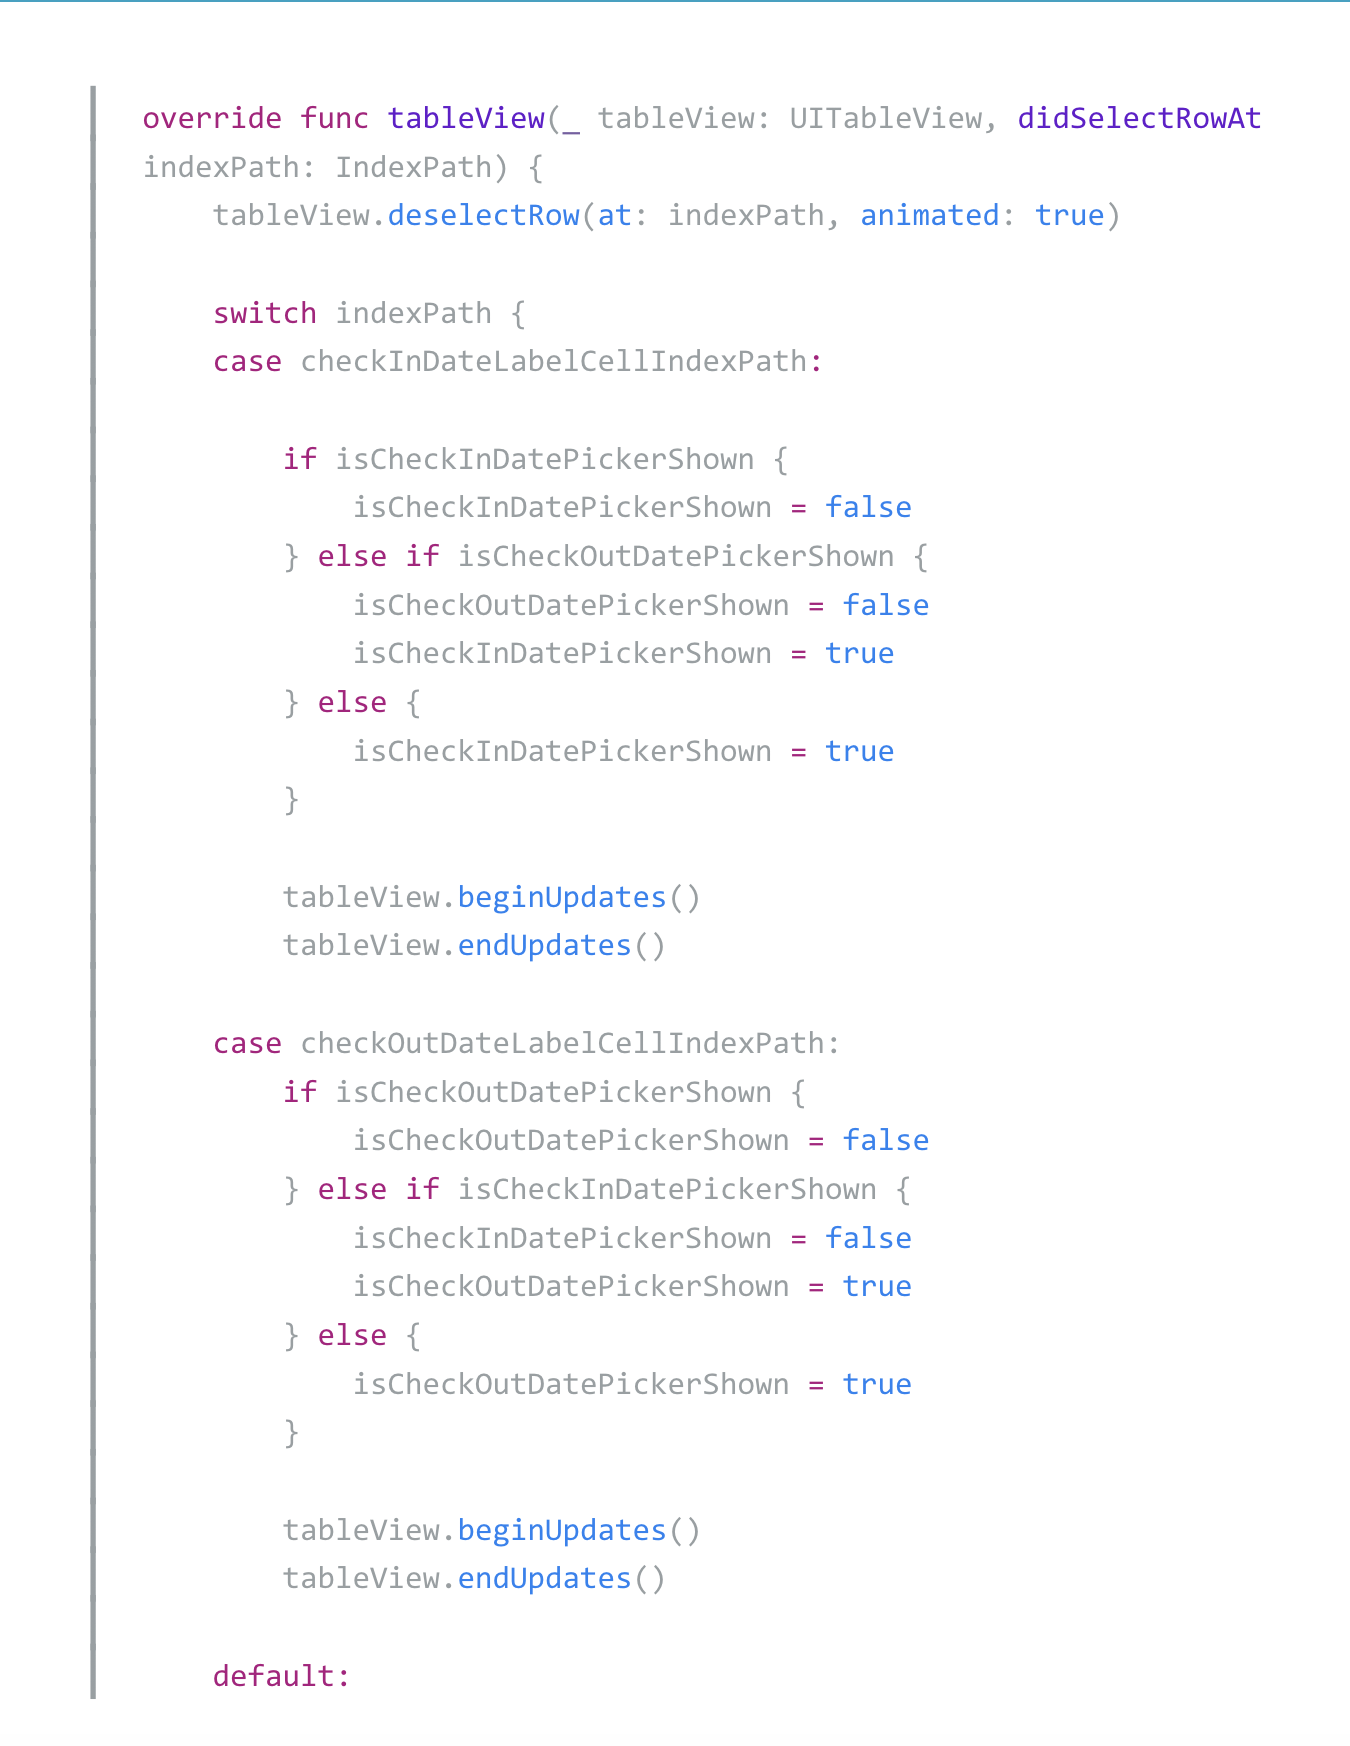 override func tableView(_ tableView: UITableView, didSelectRowAt
indexPath: IndexPath) {
    tableView.deselectRow(at: indexPath, animated: true)

    switch indexPath {
    case checkInDateLabelCellIndexPath:

        if isCheckInDatePickerShown {
            isCheckInDatePickerShown = false
        } else if isCheckOutDatePickerShown {
            isCheckOutDatePickerShown = false
            isCheckInDatePickerShown = true
        } else {
            isCheckInDatePickerShown = true
        }

        tableView.beginUpdates()
        tableView.endUpdates()

    case checkOutDateLabelCellIndexPath:
        if isCheckOutDatePickerShown {
            isCheckOutDatePickerShown = false
        } else if isCheckInDatePickerShown {
            isCheckInDatePickerShown = false
            isCheckOutDatePickerShown = true
        } else {
            isCheckOutDatePickerShown = true
        }

        tableView.beginUpdates()
        tableView.endUpdates()

    default: